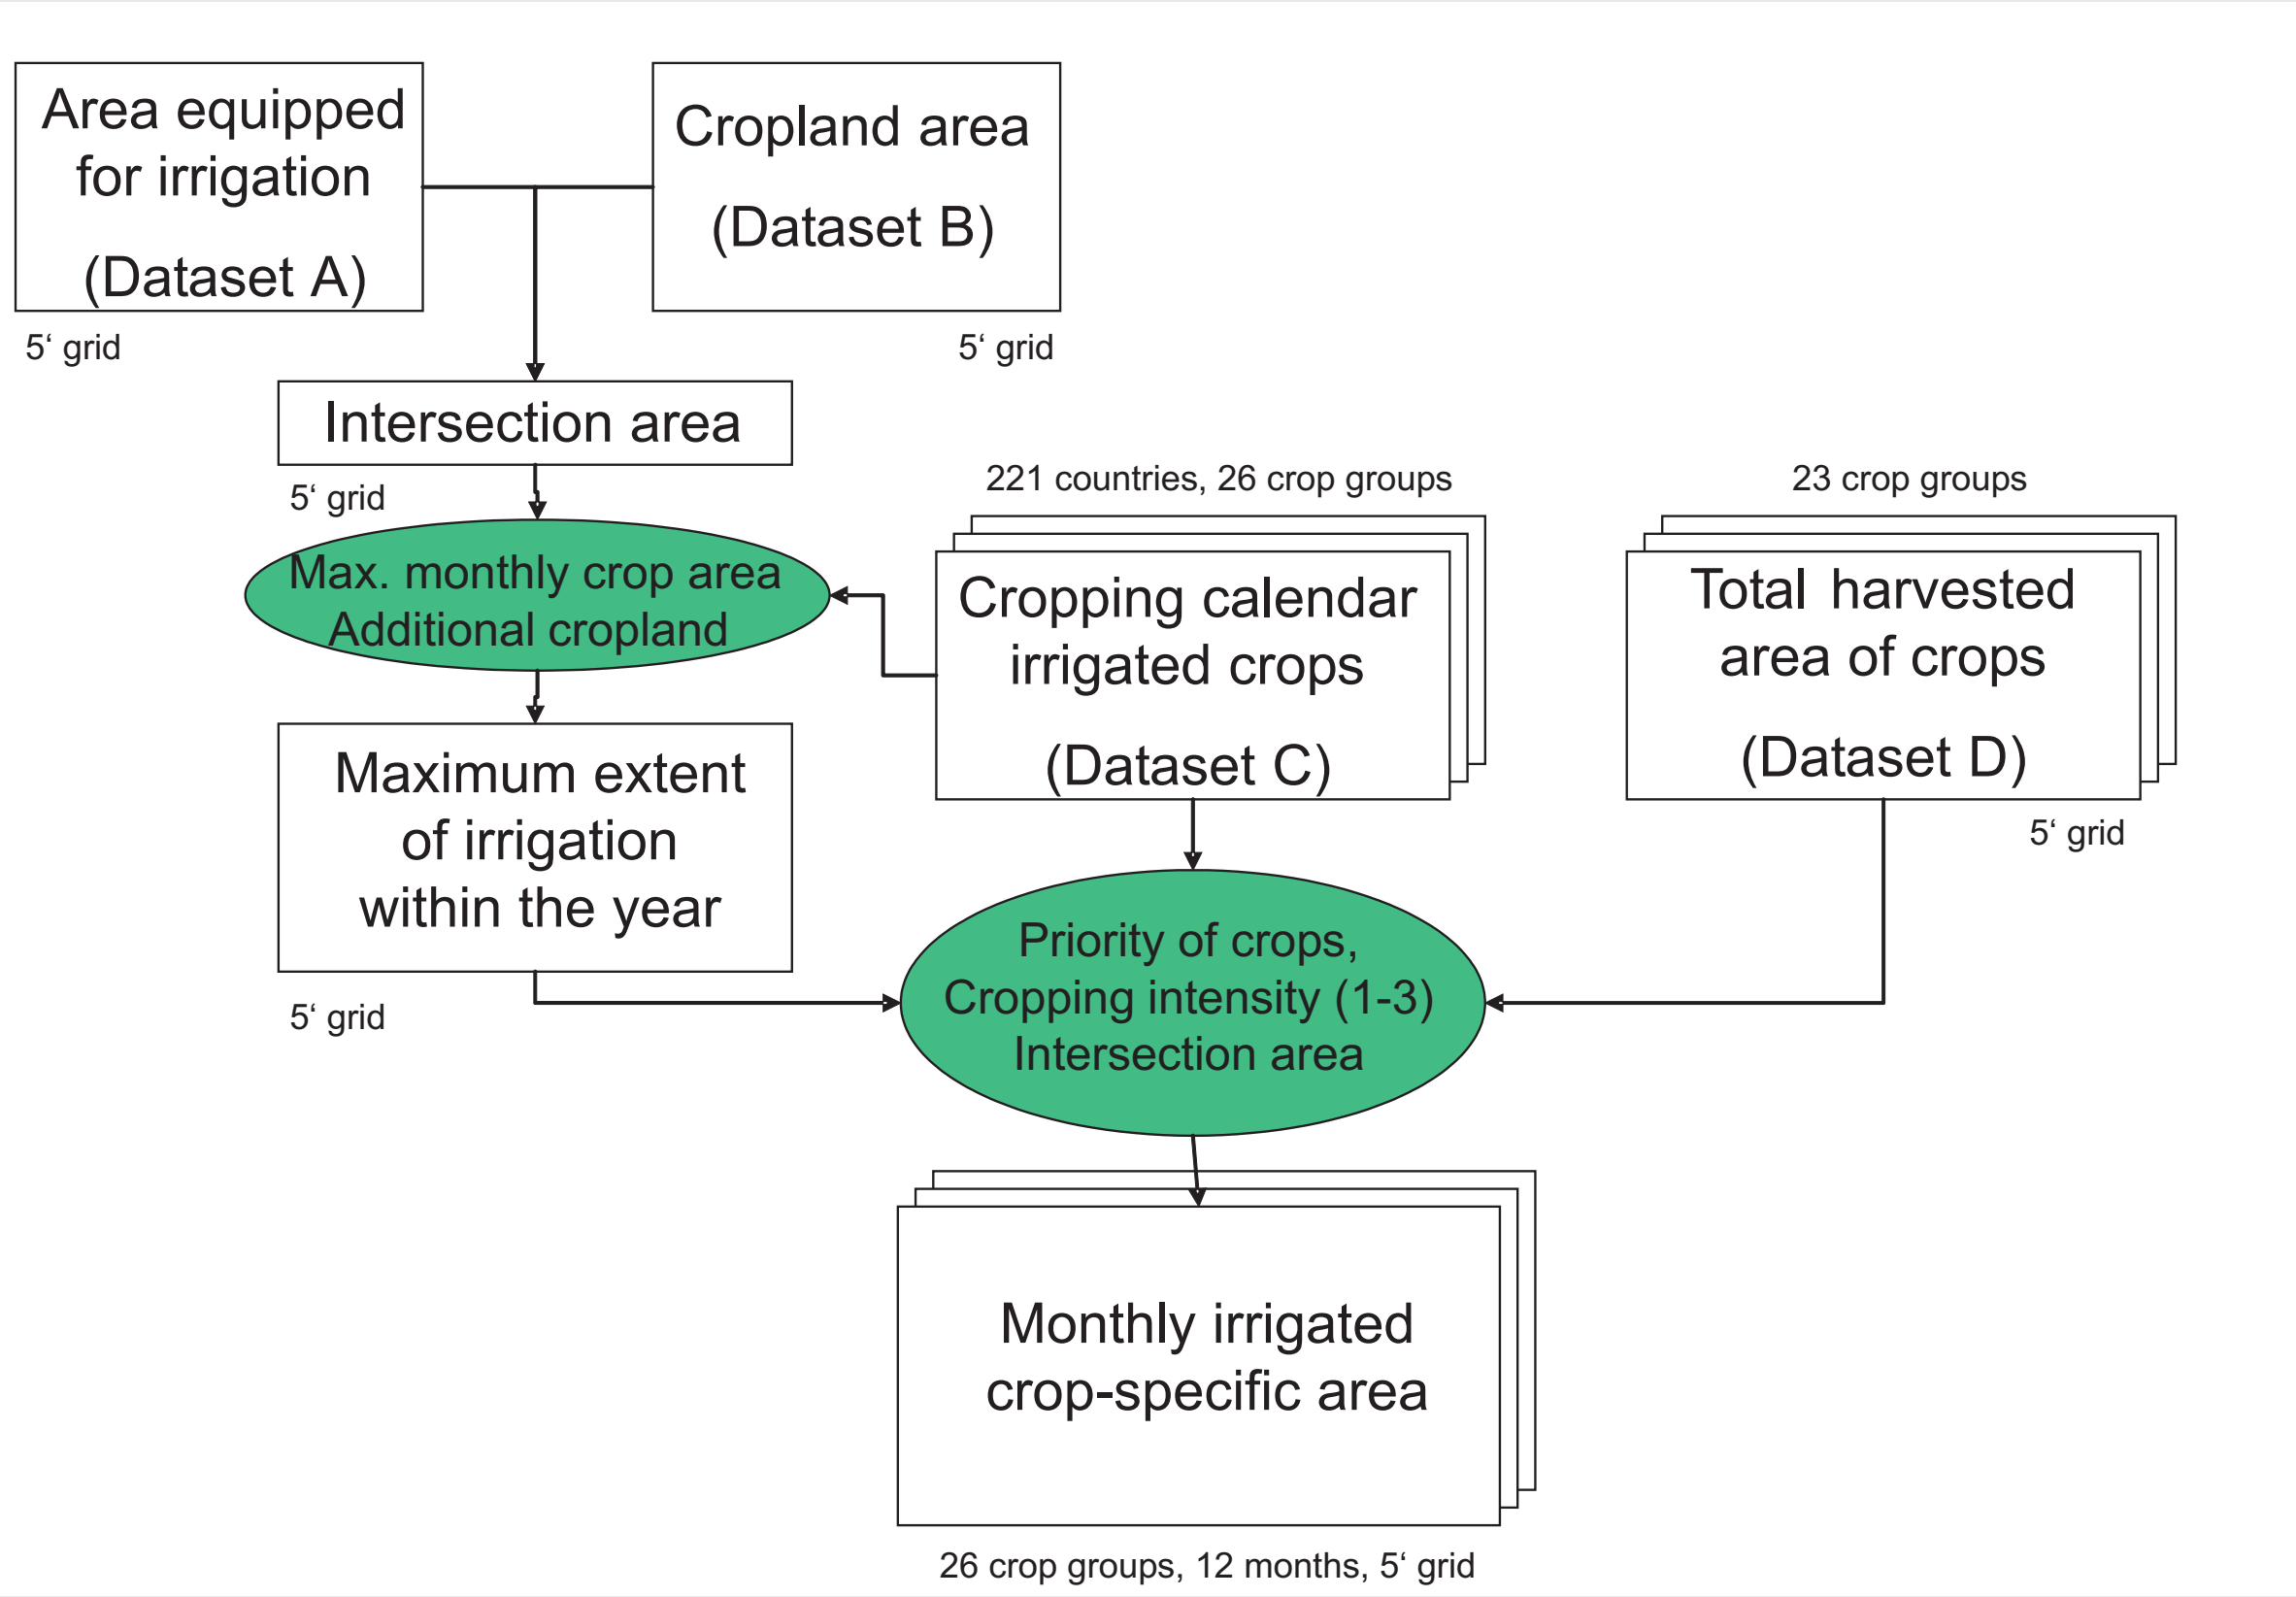 Area equipped
for irrigation
(Dataset A)
5‘ grid
Cropland area
(Dataset B)
5‘ grid
Intersection area
5‘ grid
Max. monthly crop area
Additional cropland
221 countries, 26 crop groups
Cropping calendar
irrigated crops
(Dataset C)
23 crop groups
Total harvested
area of crops
(Dataset D)
5‘ grid
Maximum extent
of irrigation
within the year
5‘ grid
Priority of crops,
Cropping intensity (1-3)
Intersection area
Monthly irrigated
crop-specific area
26 crop groups, 12 months, 5‘ grid